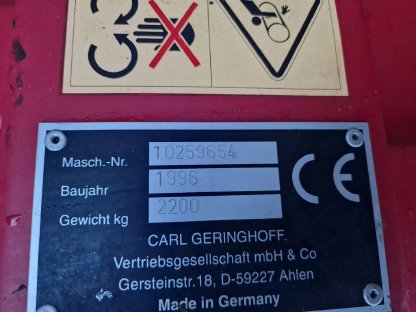 Masch.-Nr. 10259654
Baujahr 1996
Gewicht kg 2200
CE
CARL GERINGHOFF
Vertriebsgesellschaft mbH & Co
Gersteinstr.18, D-59227 Ahlen
Made in Germany